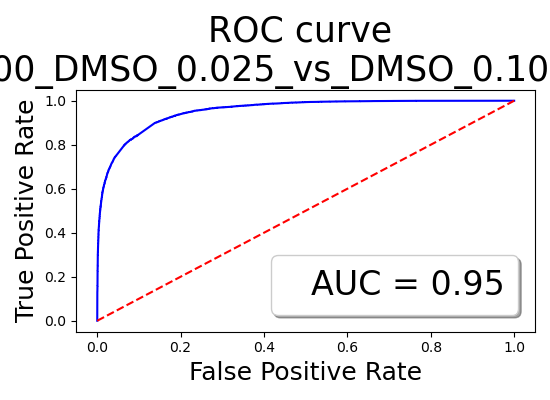 ROC curve
00_DMSO_0.025_vs_DMSO_0.10
True Positive Rate
1.0
0.8
0.6
0.4
0.2
0.0
AUC = 0.95
0.0 0.2 0.4 0.6 0.8 1.0
False Positive Rate